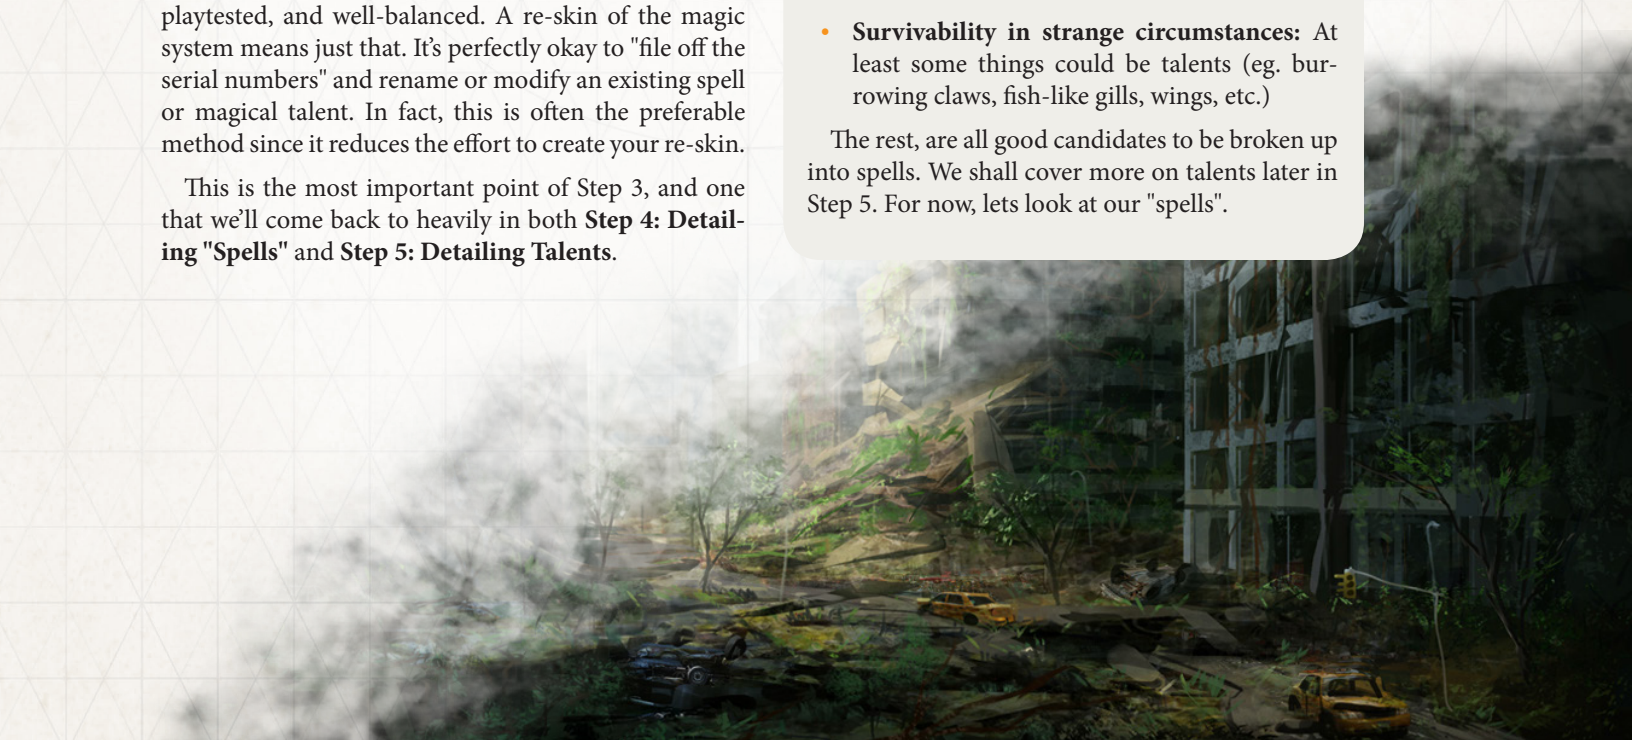 playtested, and well-balanced. A re-skin of the magic
system means just that. It’s perfectly okay to "file off the
serial numbers" and rename or modify an existing spell
or magical talent. In fact, this is often the preferable
method since it reduces the effort to create your re-skin.
This is the most important point of Step 3, and one
that we’ll come back to heavily in both Step 4: Detail-
ing "Spells" and Step 5: Detailing Talents.
• Survivability in strange circumstances: At
least some things could be talents (eg. bur-
rowing claws, fish-like gills, wings, etc.)
The rest, are all good candidates to be broken up
into spells. We shall cover more on talents later in
Step 5. For now, lets look at our "spells".